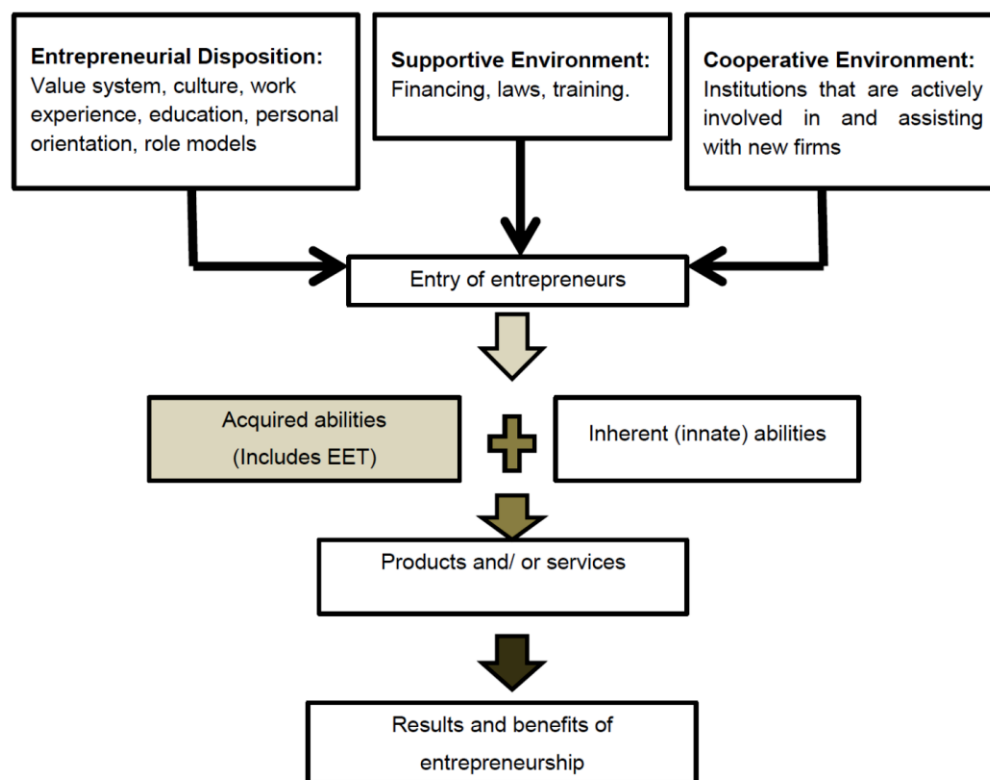 Entrepreneurial Disposition:
Value system, culture, work
experience, education, personal
orientation, role models
Supportive Environment:
Financing, laws, training.
Cooperative Environment:
Institutions that are actively
involved in and assisting
with new firms
Entry of entrepreneurs
Acquired abilities
(Includes EET)
Inherent (innate) abilities
Products and/ or services
Results and benefits of
entrepreneurship